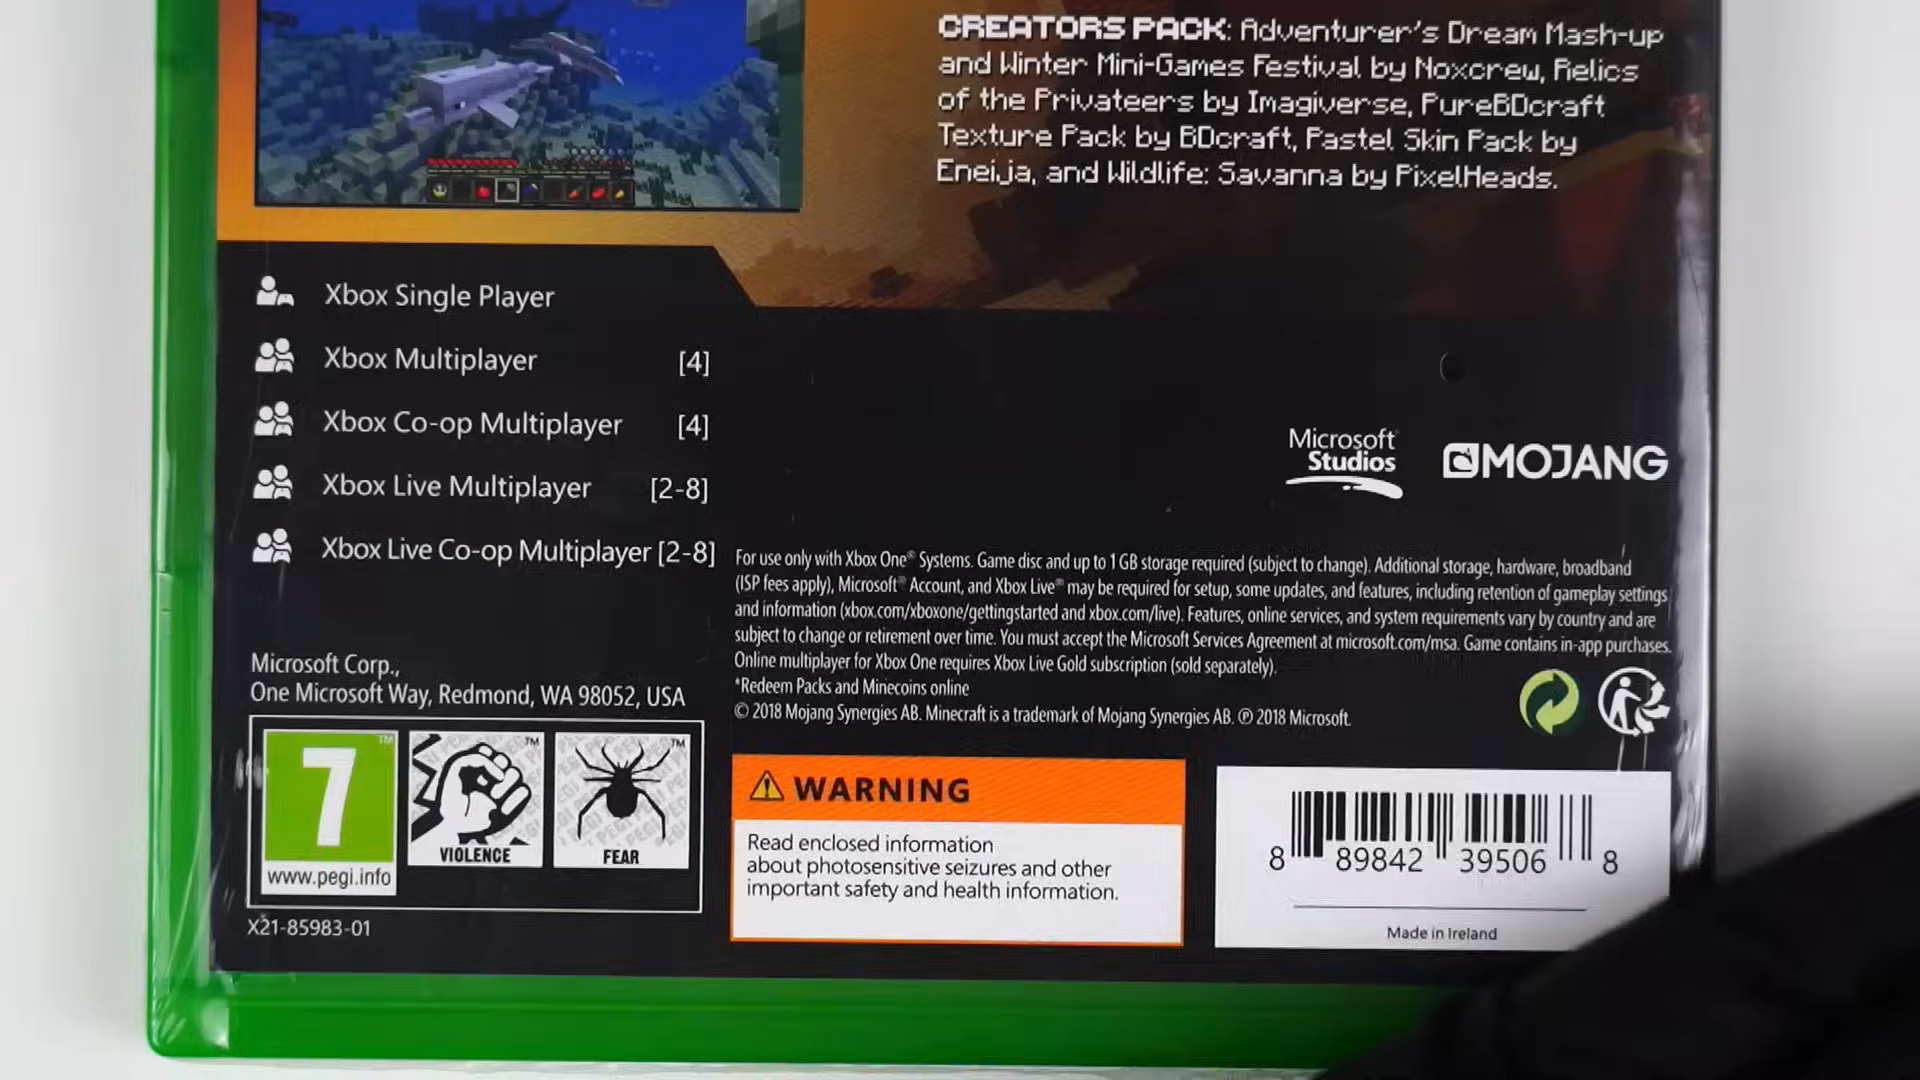 CREATORS PACK: Adventurer's Dream Mash-up
and Winter Mini-Games Festival by Noxcrew, Relics
of the Privateers by Imagiverse, PureBDcraft
Texture Pack by BDcraft, Pastel Skin Pack by
Eneija, and Wildlife: Savanna by PixelHeads.
Xbox Single Player
Xbox Multiplayer [4]
Xbox Co-op Multiplayer [4]
Xbox Live Multiplayer [2-8]
Xbox Live Co-op Multiplayer [2-8]
Microsoft
Studios
MOJANG
For use only with Xbox One® Systems. Game disc and up to 1 GB storage required (subject to change). Additional storage, hardware, broadband
(ISP fees apply), Microsoft® Account, and Xbox Live® may be required for setup, some updates, and features, including retention of gameplay settings
and information (xbox.com/xboxone/gettingstarted and xbox.com/live). Features, online services, and system requirements vary by country and are
subject to change or retirement over time. You must accept the Microsoft Services Agreement at microsoft.com/msa. Game contains in-app purchases.
Online multiplayer for Xbox One requires Xbox Live Gold subscription (sold separately).
*Redeem Packs and Minecoins online
© 2018 Mojang Synergies AB. Minecraft is a trademark of Mojang Synergies AB. ℗ 2018 Microsoft.
Microsoft Corp.,
One Microsoft Way, Redmond, WA 98052, USA
7 ™
www.pegi.info
™
VIOLENCE
™
FEAR
X21-85983-01
WARNING
Read enclosed information
about photosensitive seizures and other
important safety and health information.
8 89842 39506 8
Made in Ireland